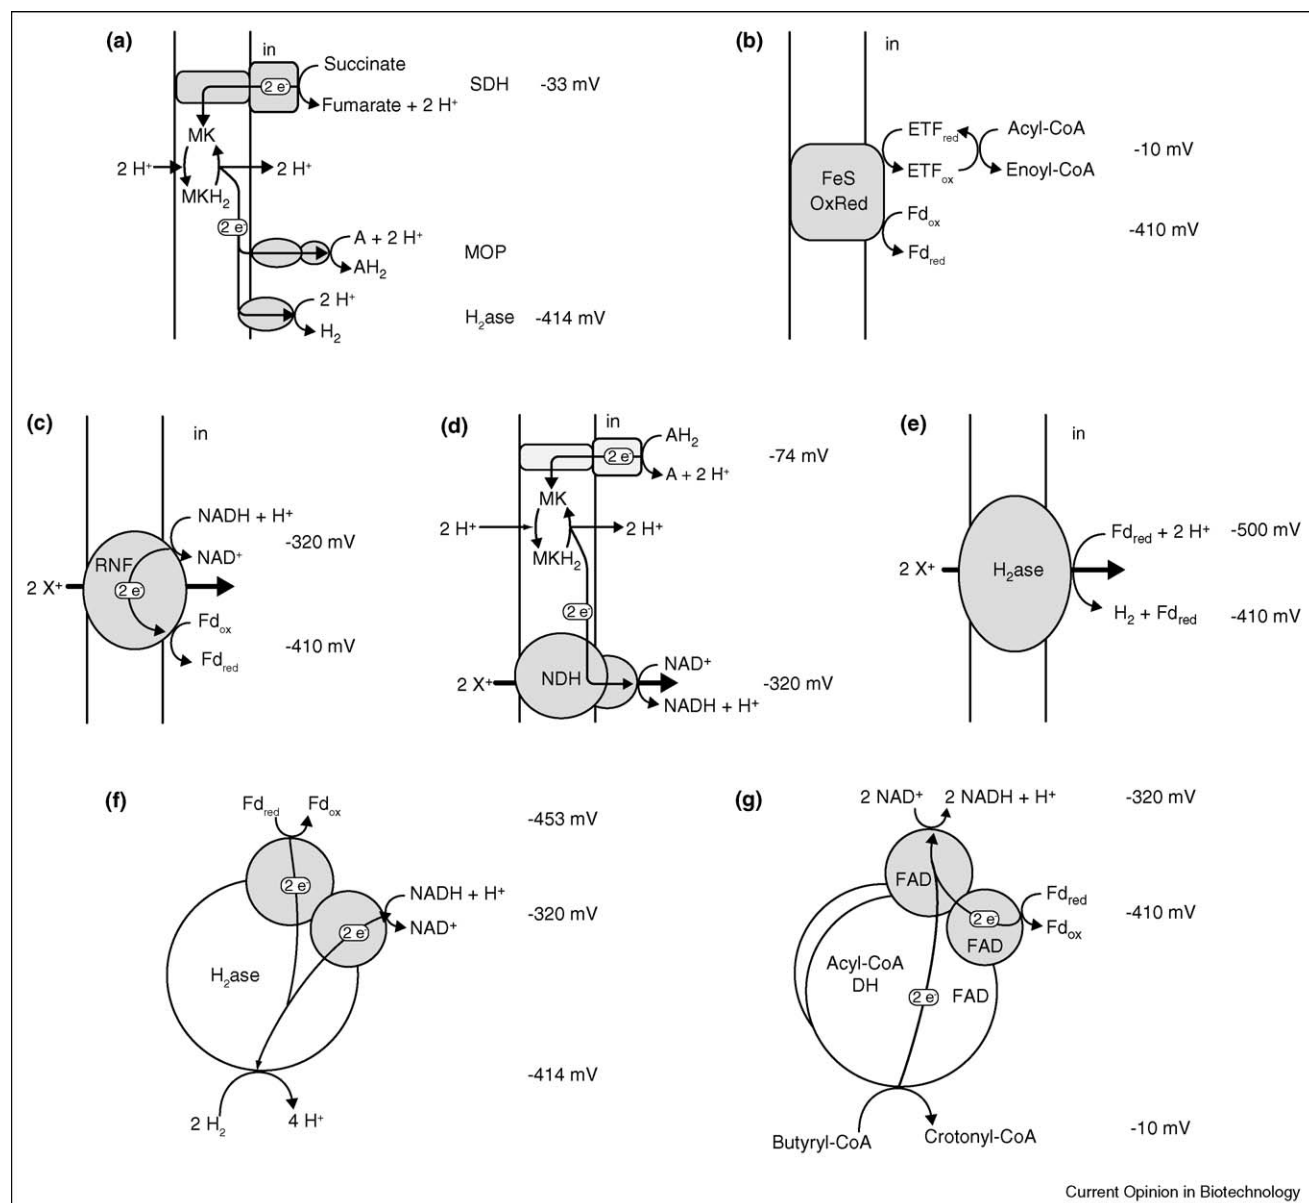 (a)
in
Succinate
2 e⁻
SDH -33 mV
Fumarate + 2 H⁺
MK
2 H⁺
2 H⁺
MKH₂
2 e⁻
A + 2 H⁺
MOP
AH₂
2 H⁺
H₂ase -414 mV
H₂
(b)
in
ETFred
Acyl-CoA
-10 mV
ETFox
Enoyl-CoA
FeS
OxRed
Fdox
-410 mV
Fdred
(c)
in
NADH + H⁺
-320 mV
NAD⁺
RNF
2 e⁻
2 X⁺
Fdox
-410 mV
Fdred
(d)
in
AH₂
2 e⁻
-74 mV
A + 2 H⁺
MK
2 H⁺
2 H⁺
MKH₂
2 e⁻
NAD⁺
NDH
2 X⁺
-320 mV
NADH + H⁺
(e)
in
Fdred + 2 H⁺
-500 mV
2 X⁺
H₂ase
H₂ + Fdred
-410 mV
(f)
Fdred
Fdox
-453 mV
2 e⁻
NADH + H⁺
-320 mV
2 e⁻
NAD⁺
H₂ase
-414 mV
2 H₂
4 H⁺
(g)
2 NAD⁺
2 NADH + H⁺
-320 mV
FAD
Fdred
-410 mV
2 e⁻
Fdox
FAD
Acyl-CoA
DH
FAD
2 e⁻
Butyryl-CoA
Crotonyl-CoA
-10 mV
Current Opinion in Biotechnology